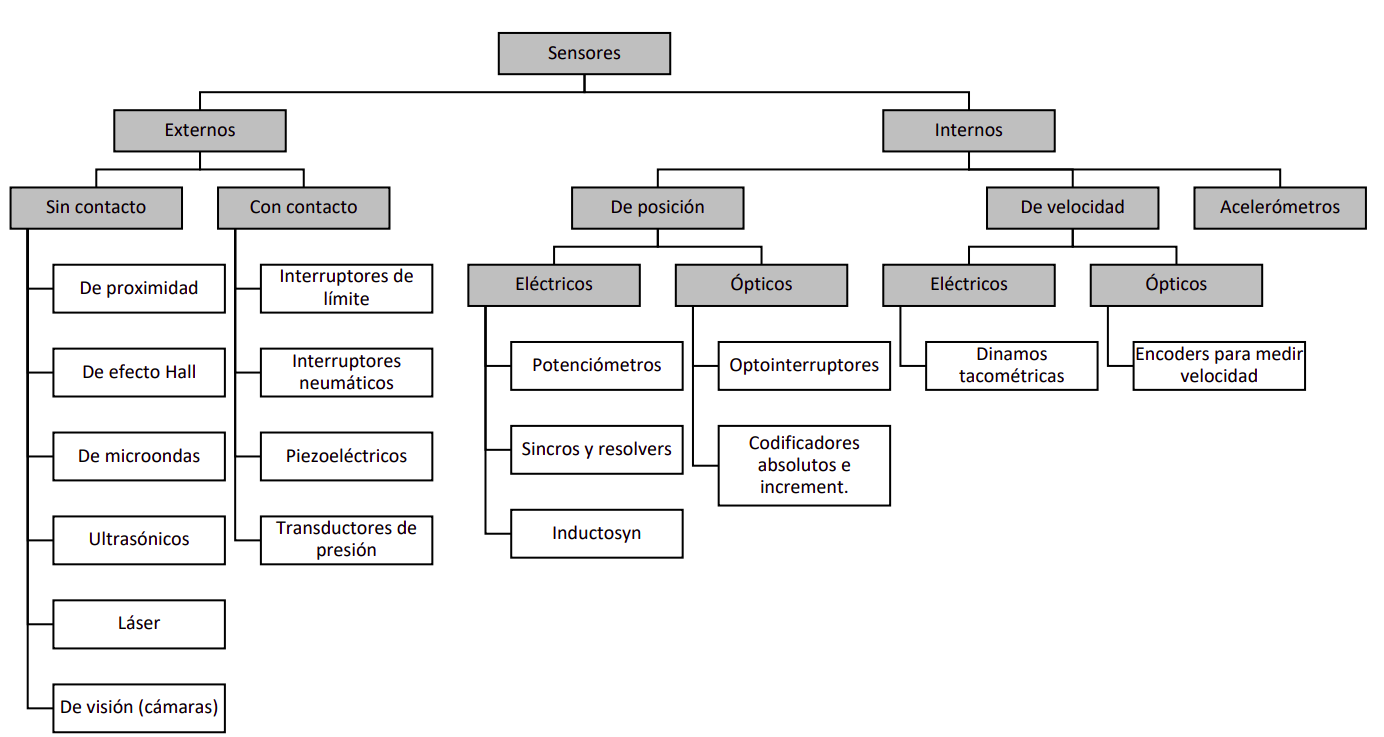 Sensores
Externos
Internos
Sin contacto
Con contacto
De posición
De velocidad
Acelerómetros
De proximidad
De efecto Hall
De microondas
Ultrasónicos
Láser
De visión (cámaras)
Interruptores de
límite
Interruptores
neumáticos
Piezoeléctricos
Transductores de
presión
Eléctricos
Ópticos
Potenciómetros
Sincros y resolvers
Inductosyn
Optointerruptores
Codificadores
absolutos e
increment.
Eléctricos
Ópticos
Dinamos
tacométricas
Encoders para medir
velocidad